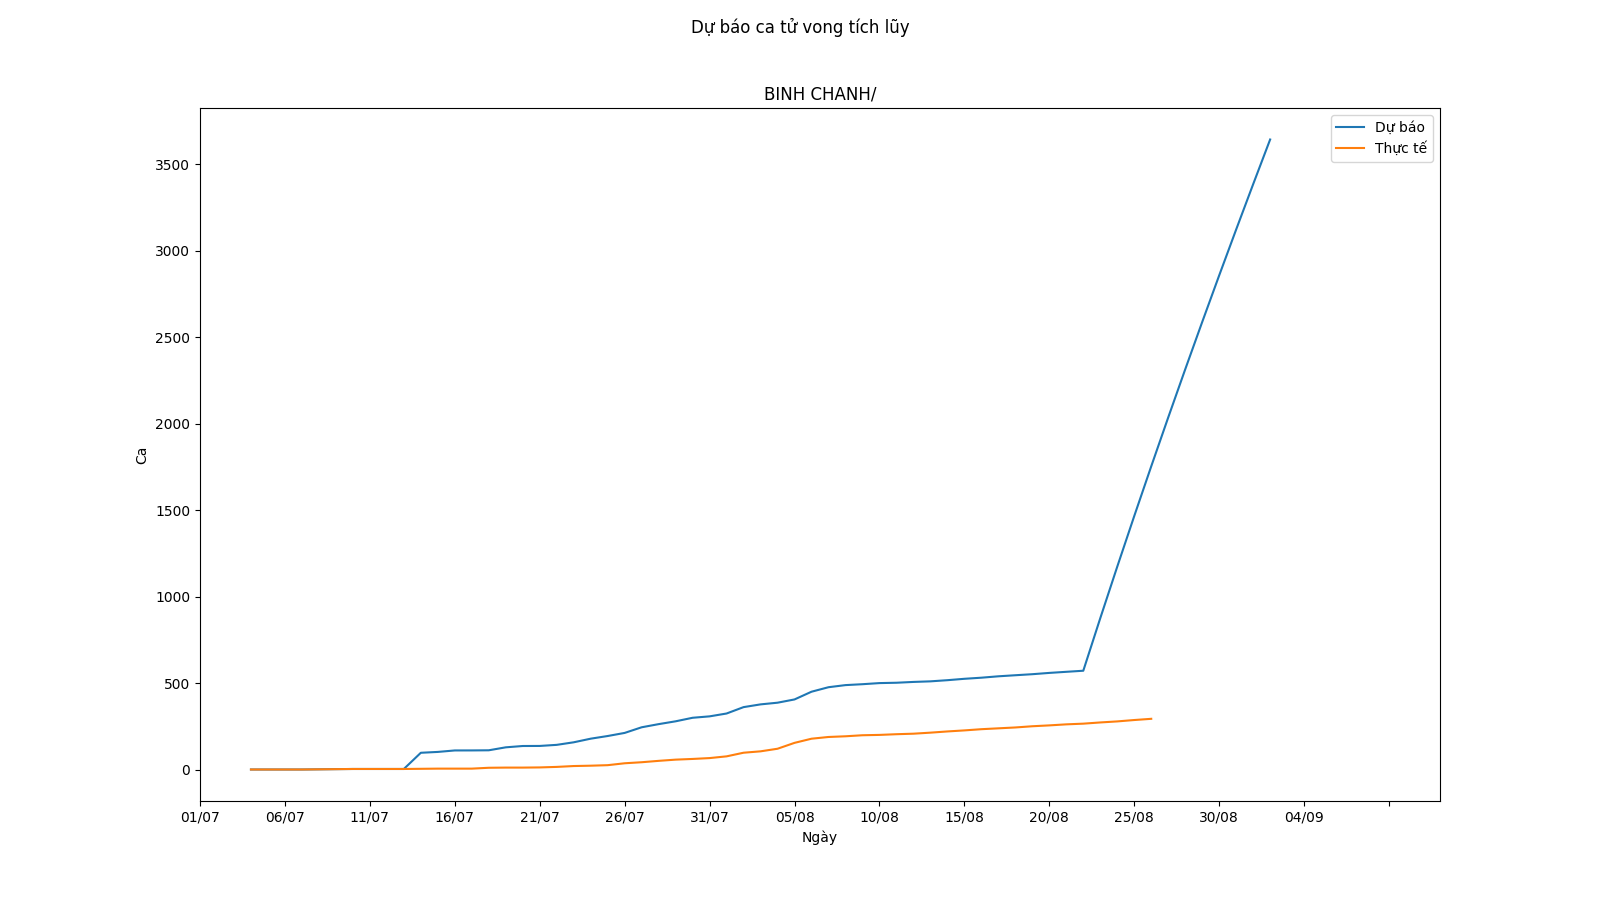 Dự báo ca tử vong tích lũy
BINH CHANH/
Dự báo
Thực tế
3500
3000
2500
2000
1500
1000
500
0
Ca
01/07 06/07 11/07 16/07 21/07 26/07 31/07 05/08 10/08 15/08 20/08 25/08 30/08 04/09
Ngày